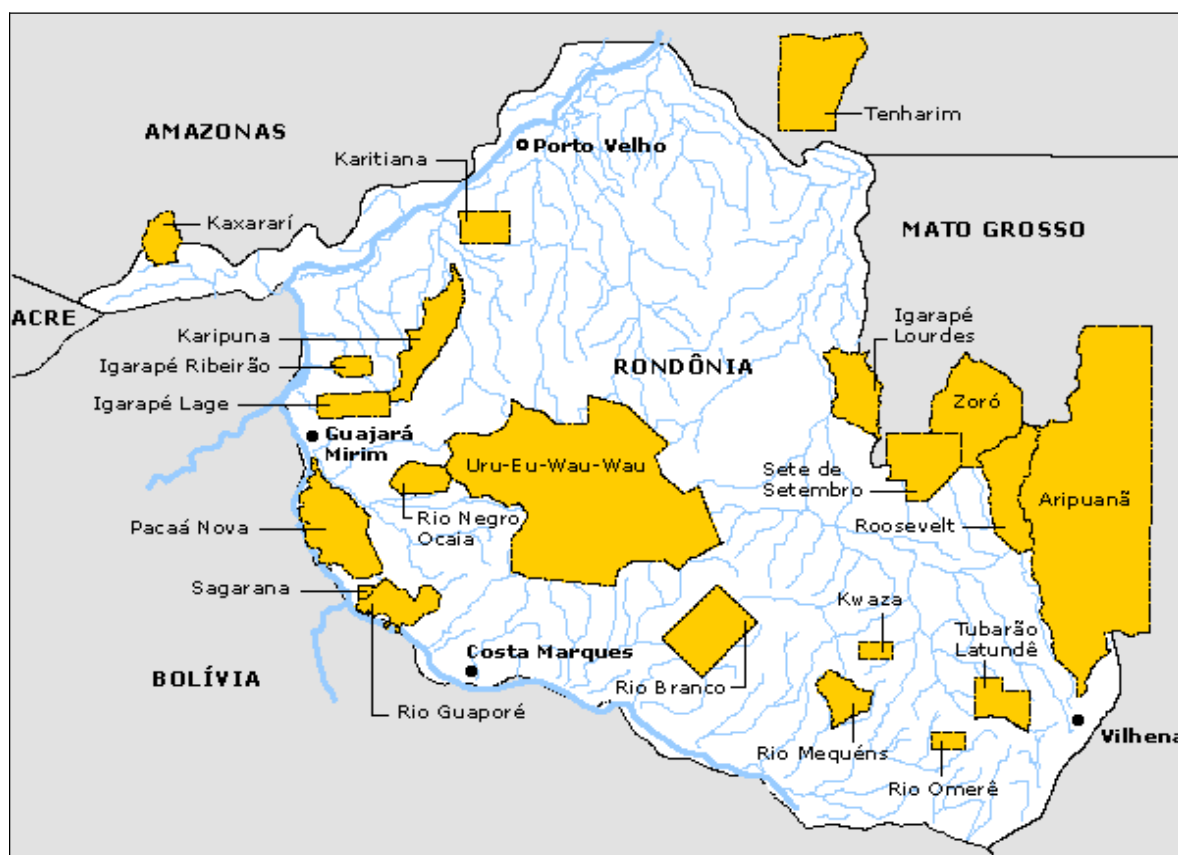 Tenharim
AMAZONAS
Porto Velho
Karitiana
Kaxararí
MATO GROSSO
ACRE
Igarapé
Lourdes
Karipuna
Igarapé Ribeirão
RONDÔNIA
Igarapé Lage
Zoró
Guajará
Mirim
Uru-Eu-Wau-Wau
Sete de
Setembro
Aripuanã
Rio Negro
Ocaia
Pacaá Nova
Roosevelt
Sagarana
Kwaza
Tubarão
Latundê
Costa Marques
BOLÍVIA
Rio Branco
Rio Guaporé
Vilhena
Rio Mequéns
Rio Omerê